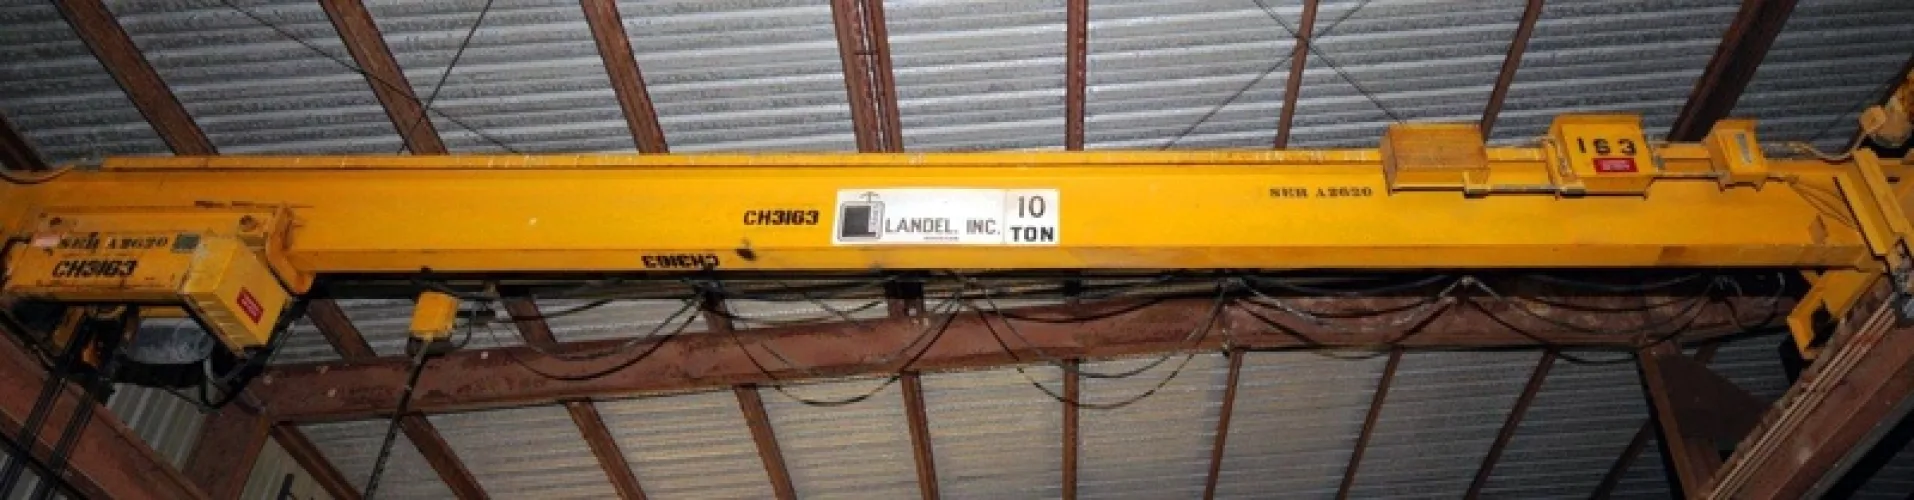 163
SER A2620
CH3163
LANDEL, INC.
10
TON
CH3163
SER A2620
CH3163